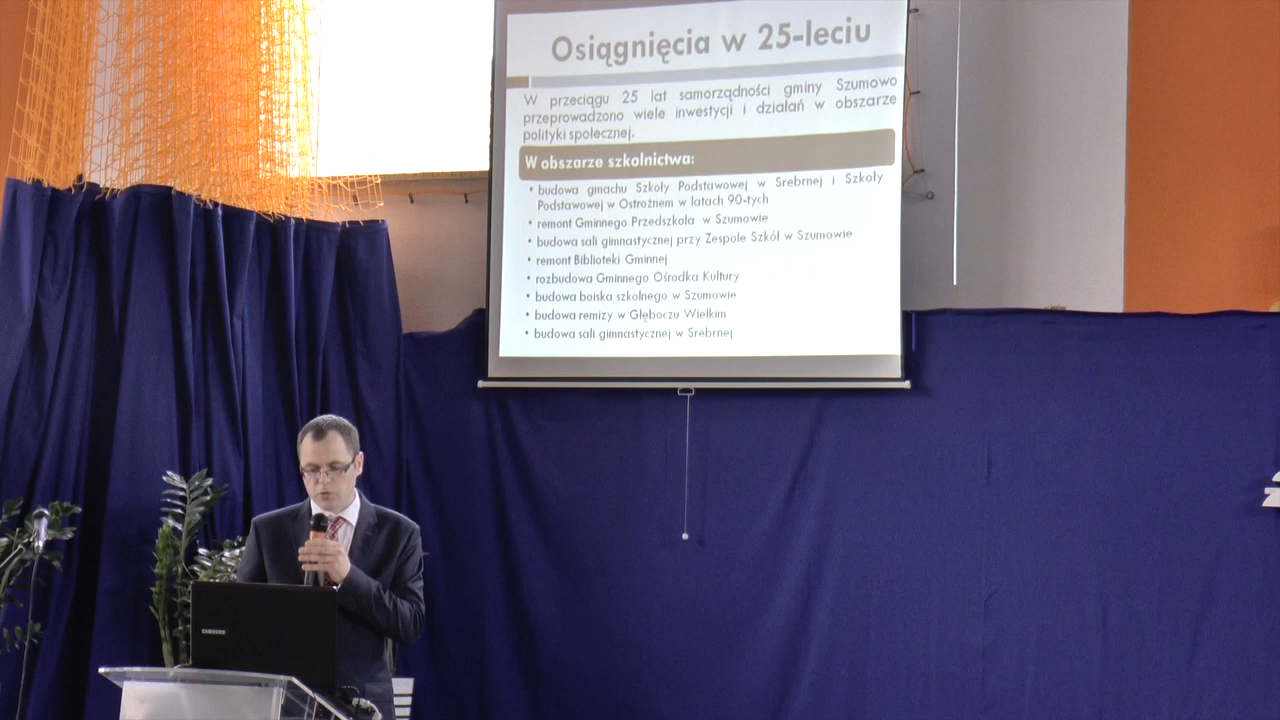 Osiągnięcia w 25-leciu
W przeciągu 25 lat samorządności gminy Szumowo
przeprowadzono wiele inwestycji i działań w obszarze
polityki społecznej.
W obszarze szkolnictwa:
• budowa gmachu Szkoły Podstawowej w Srebrnej i Szkoły
Podstawowej w Ostrożnem w latach 90-tych
• remont Gminnego Przedszkola w Szumowie
• budowa sali gimnastycznej przy Zespole Szkół w Szumowie
• remont Biblioteki Gminnej
• rozbudowa Gminnego Ośrodka Kultury
• budowa boiska szkolnego w Szumowie
• budowa remizy w Głęboczu Wielkim
• budowa sali gimnastycznej w Srebrnej
SAMSUNG